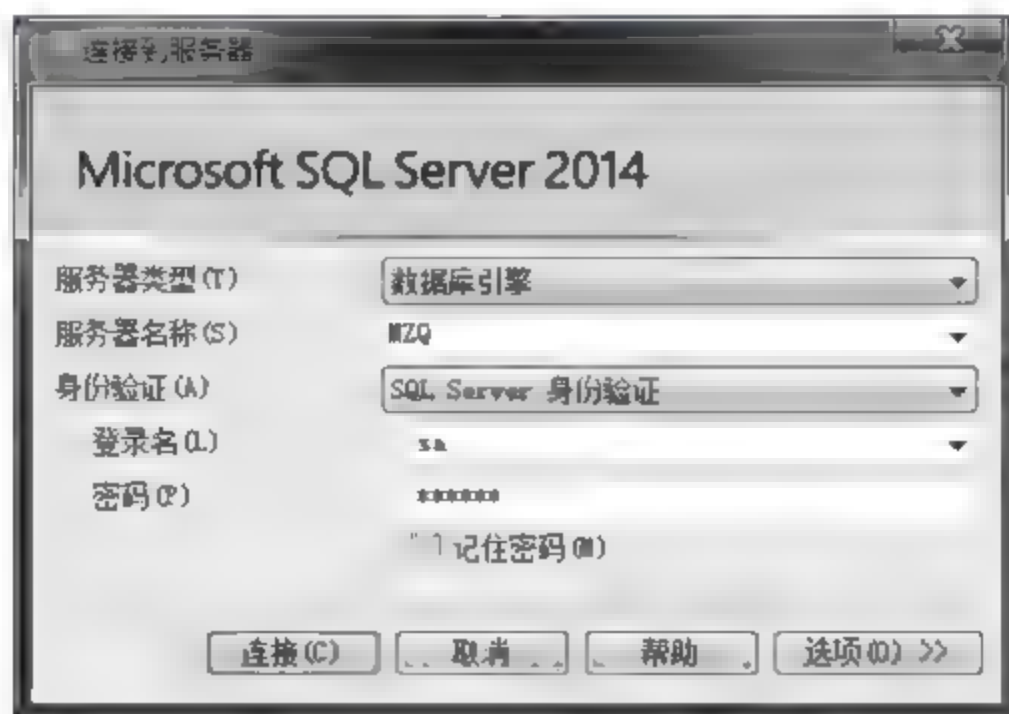 连接到服务器
Microsoft SQL Server 2014
服务器类型(T) 数据库引擎
服务器名称(S) MZQ
身份验证(A) SQL Server 身份验证
登录名(L) sa
密码(P) ******
记住密码(M)
连接(C) 取消 帮助 选项(O) >>